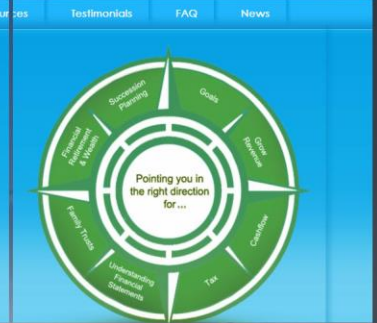 urces Testimonials FAQ News
Succession
Planning
Goals
Financial
Retirement
& Wealth
Grow
Revenue
Pointing you in
the right direction
for...
Family Trusts
Cashflow
Understanding
Financial
Statements
Tax